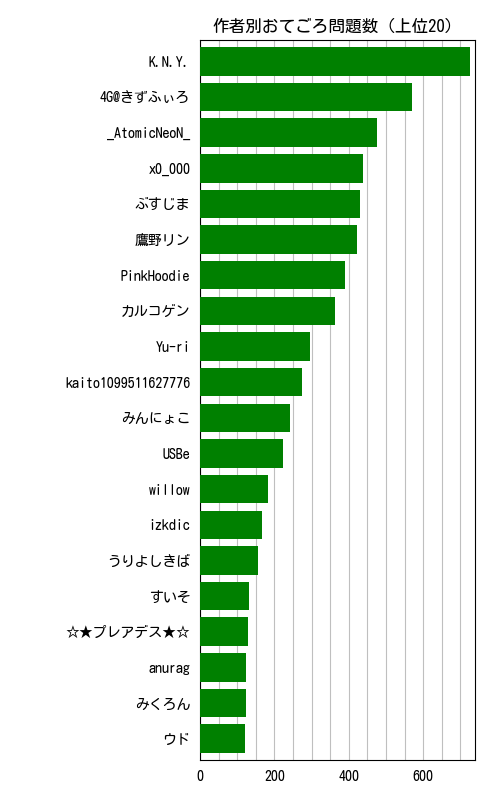 作者別おてごろ問題数（上位20）
K.N.Y.
4G@きずふぃろ
_AtomicNeoN_
x0_000
ぶすじま
鷹野リン
PinkHoodie
カルコゲン
Yu-ri
kaito1099511627776
みんにょこ
USBe
willow
izkdic
うりよしきば
すいそ
☆★プレアデス★☆
anurag
みくろん
ウド
0 200 400 600